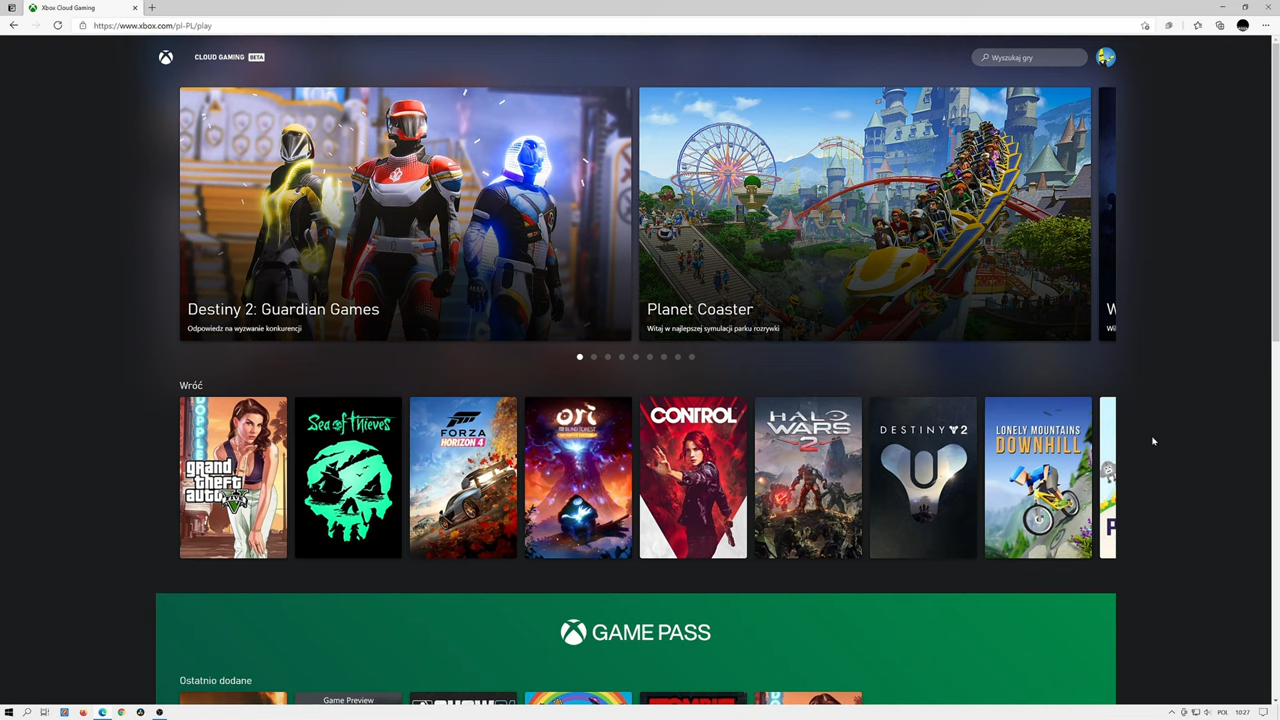 Xbox Cloud Gaming
https://www.xbox.com/pl-PL/play
CLOUD GAMING BETA
Wyszukaj gry
Destiny 2: Guardian Games
Odpowiedz na wyzwanie konkurencji
Planet Coaster
Witaj w najlepszej symulacji parku rozrywki
W
Wróć
grand theft auto V
Sea of Thieves
FORZA HORIZON 4
ori
CONTROL
HALO WARS 2
DESTINY 2
LONELY MOUNTAINS DOWNHILL
P
GAME PASS
Ostatnio dodane
Game Preview
POL
10:27